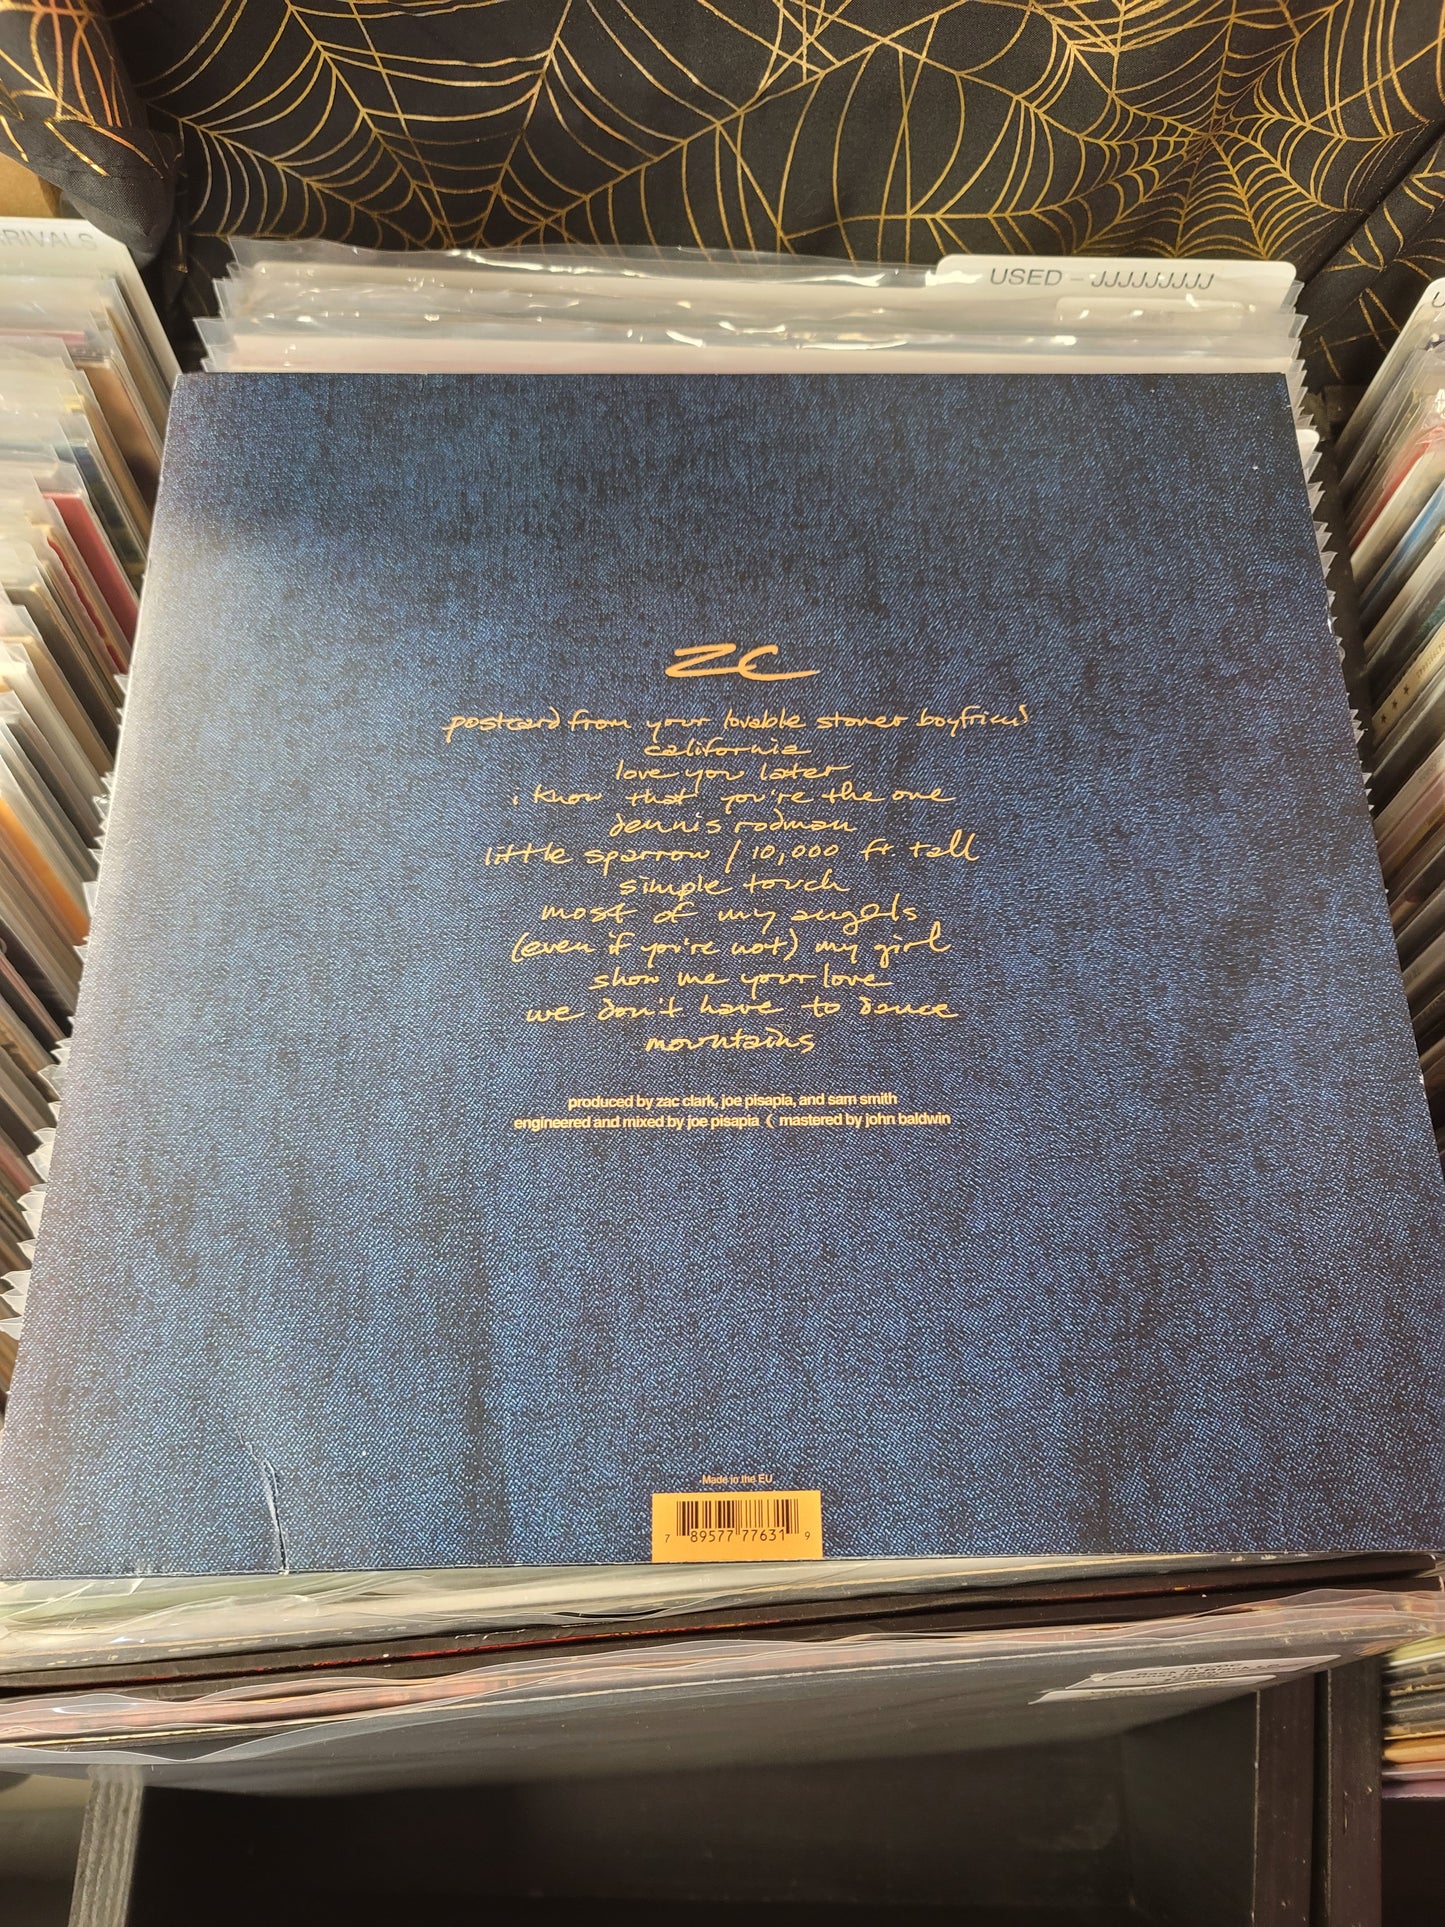 RIVALS
USED – JJJJJJJJJ
ZC
postcard from your lovable stoner boyfriend
california
love you later
i know that you're the one
dennis rodman
little sparrow / 10,000 ft. tall
simple touch
most of my angels
(even if you're not) my girl
show me your love
we don't have to dance
mountains
produced by zac clark, joe pisapia, and sam smith
engineered and mixed by joe pisapia ( mastered by john baldwin
Made in the EU
7 89577 77631 9